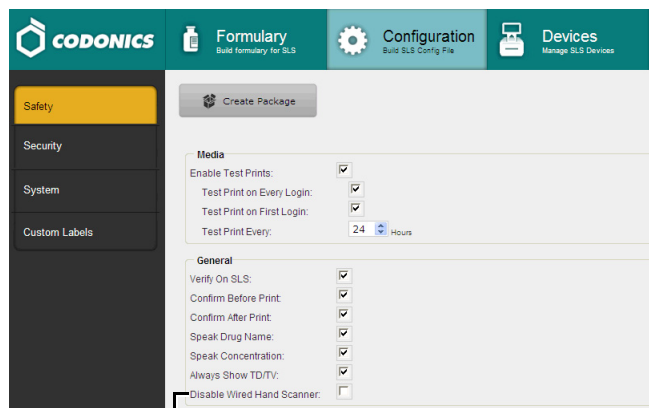 CODONICS
Formulary
Build formulary for SLS
Configuration
Build SLS Config File
Devices
Manage SLS Devices
Safety
Security
System
Custom Labels
Create Package
Media
Enable Test Prints:
Test Print on Every Login:
Test Print on First Login:
Test Print Every: 24 Hours
General
Verify On SLS:
Confirm Before Print:
Confirm After Print:
Speak Drug Name:
Speak Concentration:
Always Show TD/TV:
Disable Wired Hand Scanner: